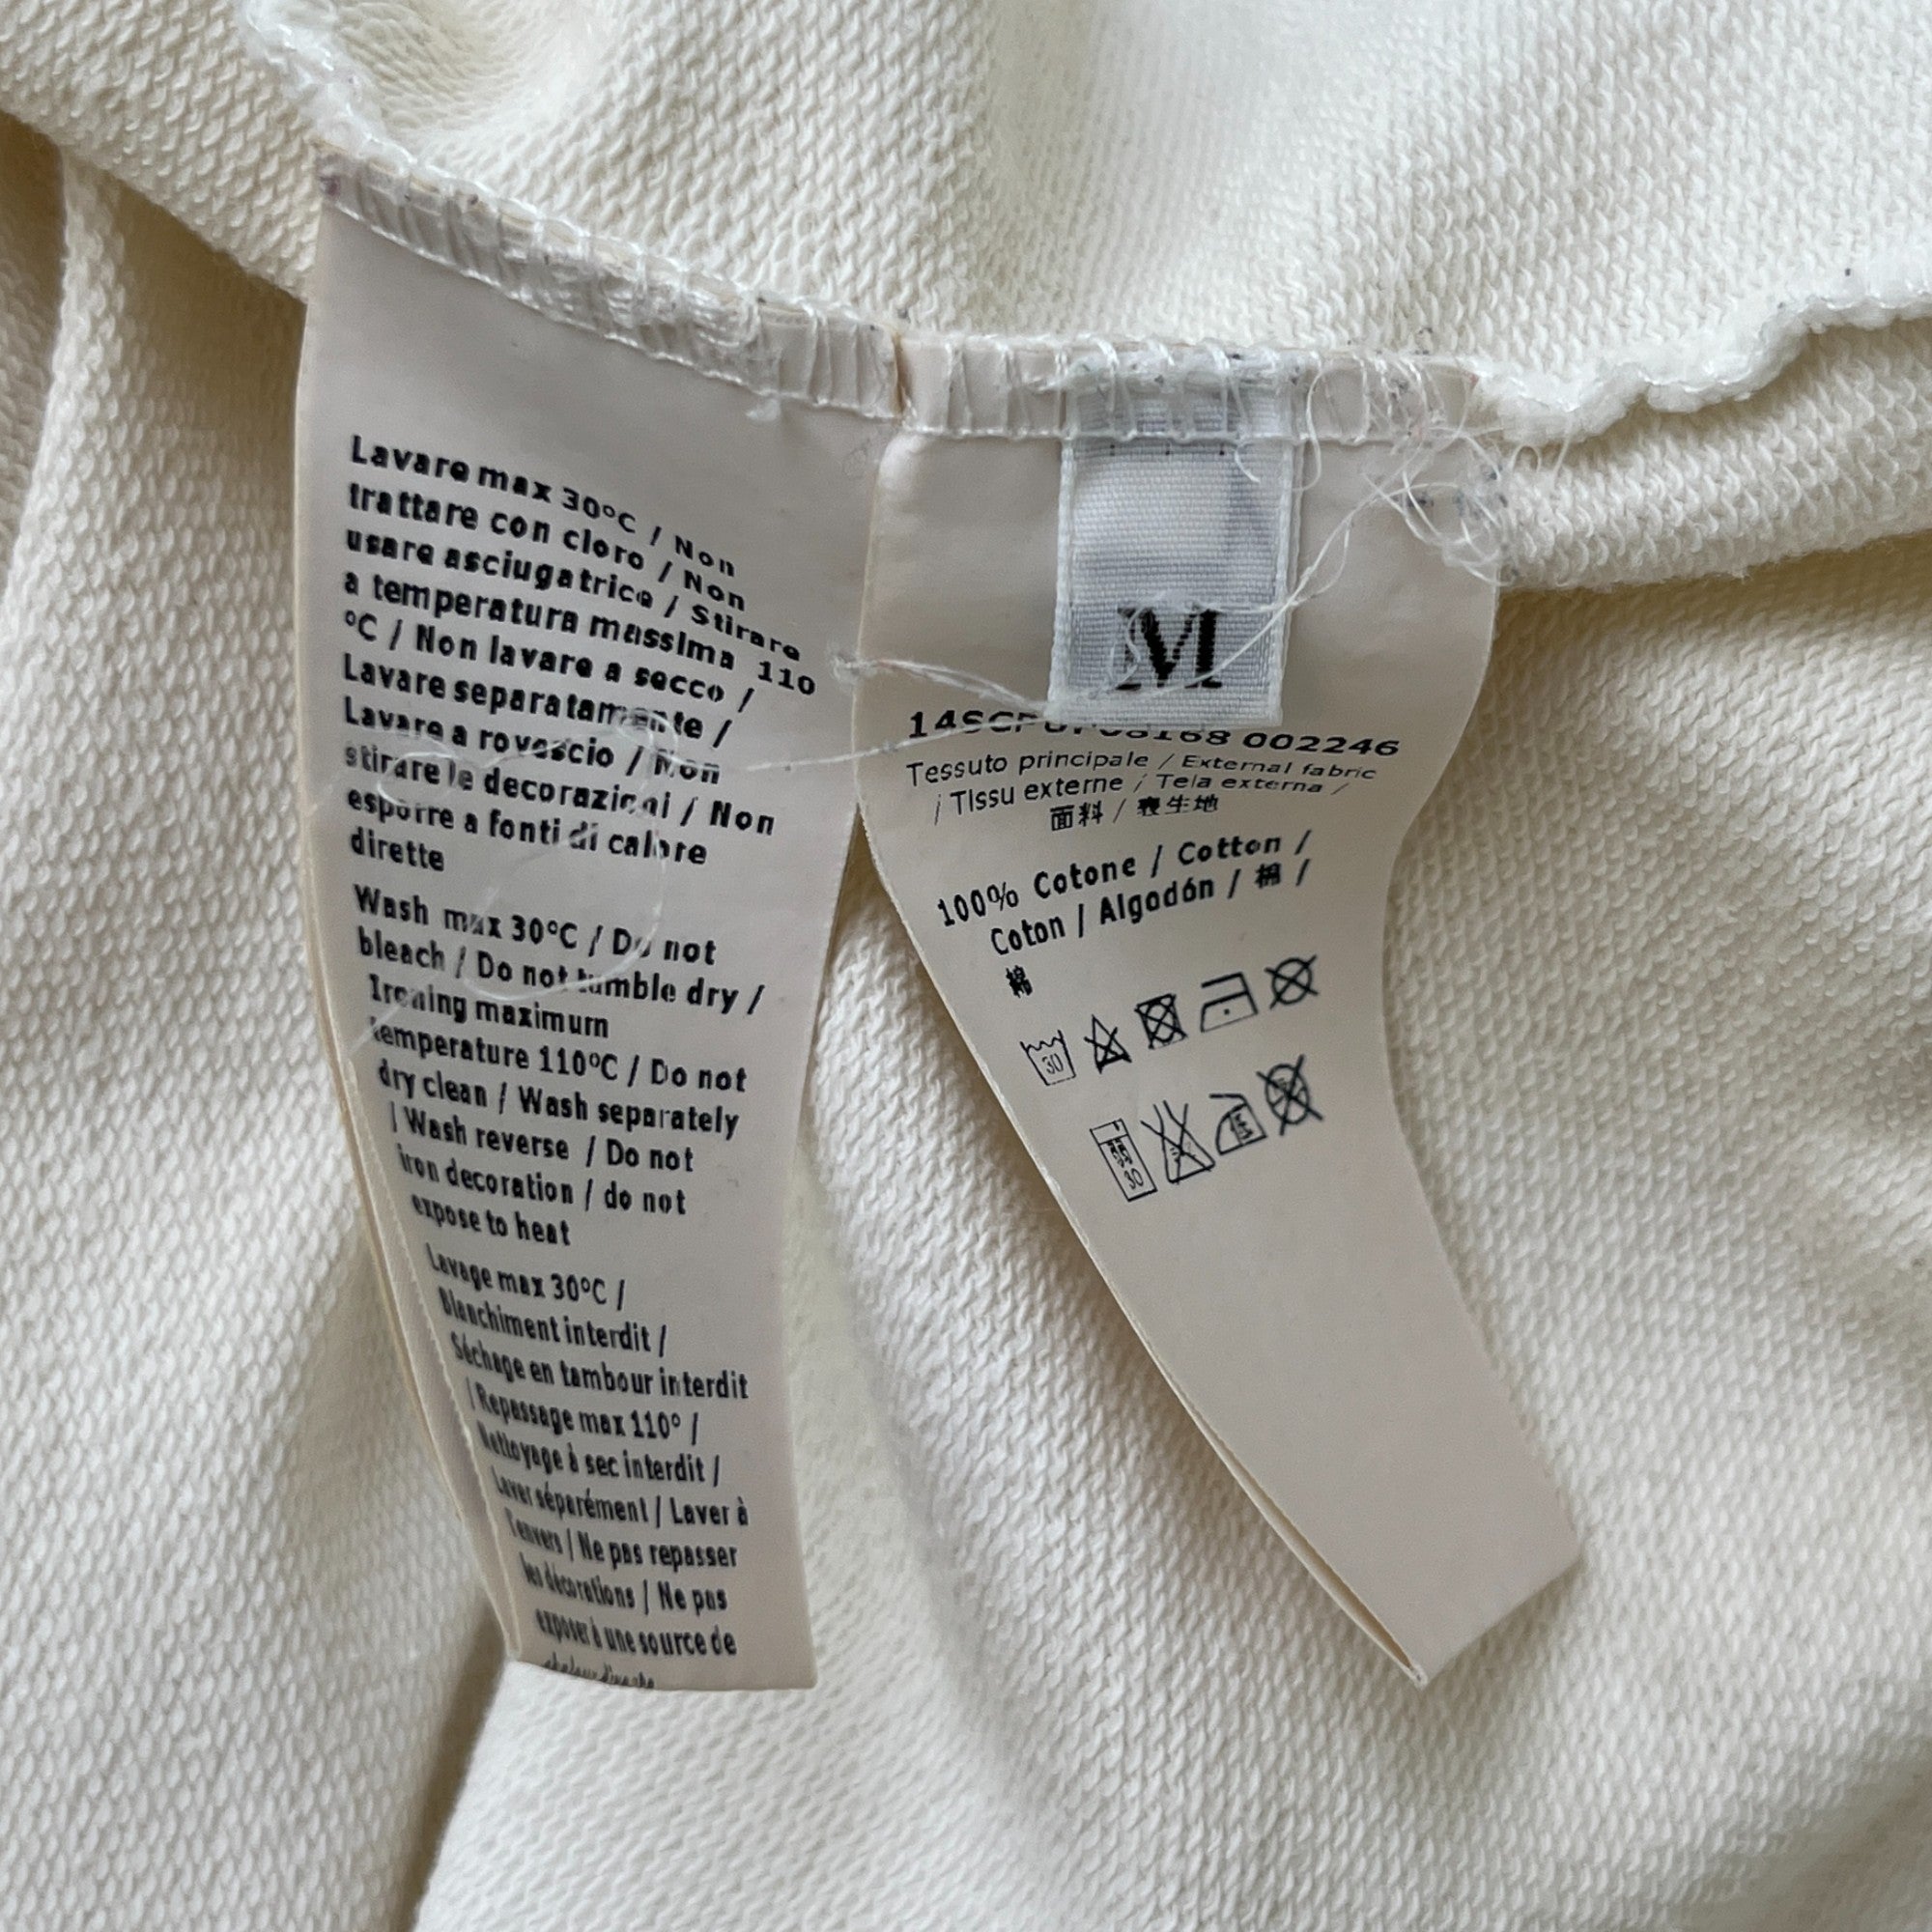 Lavare max 30°C / Non
trattare con cloro / Non
usare asciugatrice / Stirare
a temperatura massima 110
°C / Non lavare a secco /
Lavare separatamente /
Lavare a rovescio / Non
stirare le decorazioni / Non
esporre a fonti di calore
dirette
Wash max 30°C / Do not
bleach / Do not tumble dry /
Ironing maximum
temperature 110°C / Do not
dry clean / Wash separately
/ Wash reverse / Do not
iron decoration / do not
expose to heat
Lavage max 30°C /
Blanchiment interdit /
Séchage en tambour interdit
/ Repassage max 110° /
Nettoyage à sec interdit /
Laver séparément / Laver à
l'envers / Ne pas repasser
les décorations / Ne pas
exposer à une source de
M
002246
Tessuto principale / External fabric
/ Tissu externe / Tela externa /
面料 / 表生地
100% Cotone / Cotton /
Coton / Algodón / 棉 /
綿
30
30